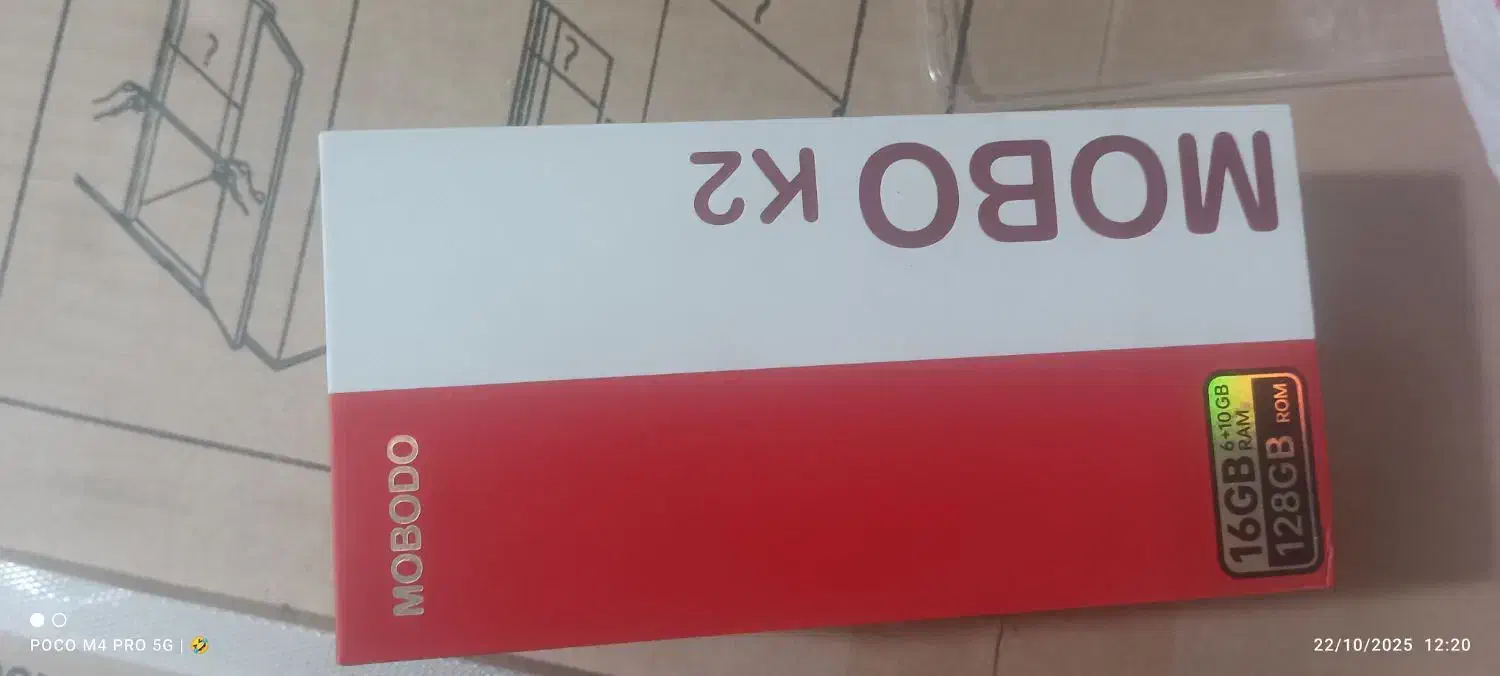 MOBO K2
MOBODO
16GB 6+10GB RAM
128GB ROM
?
?
?
POCO M4 PRO 5G | 🤣
22/10/2025 12:20